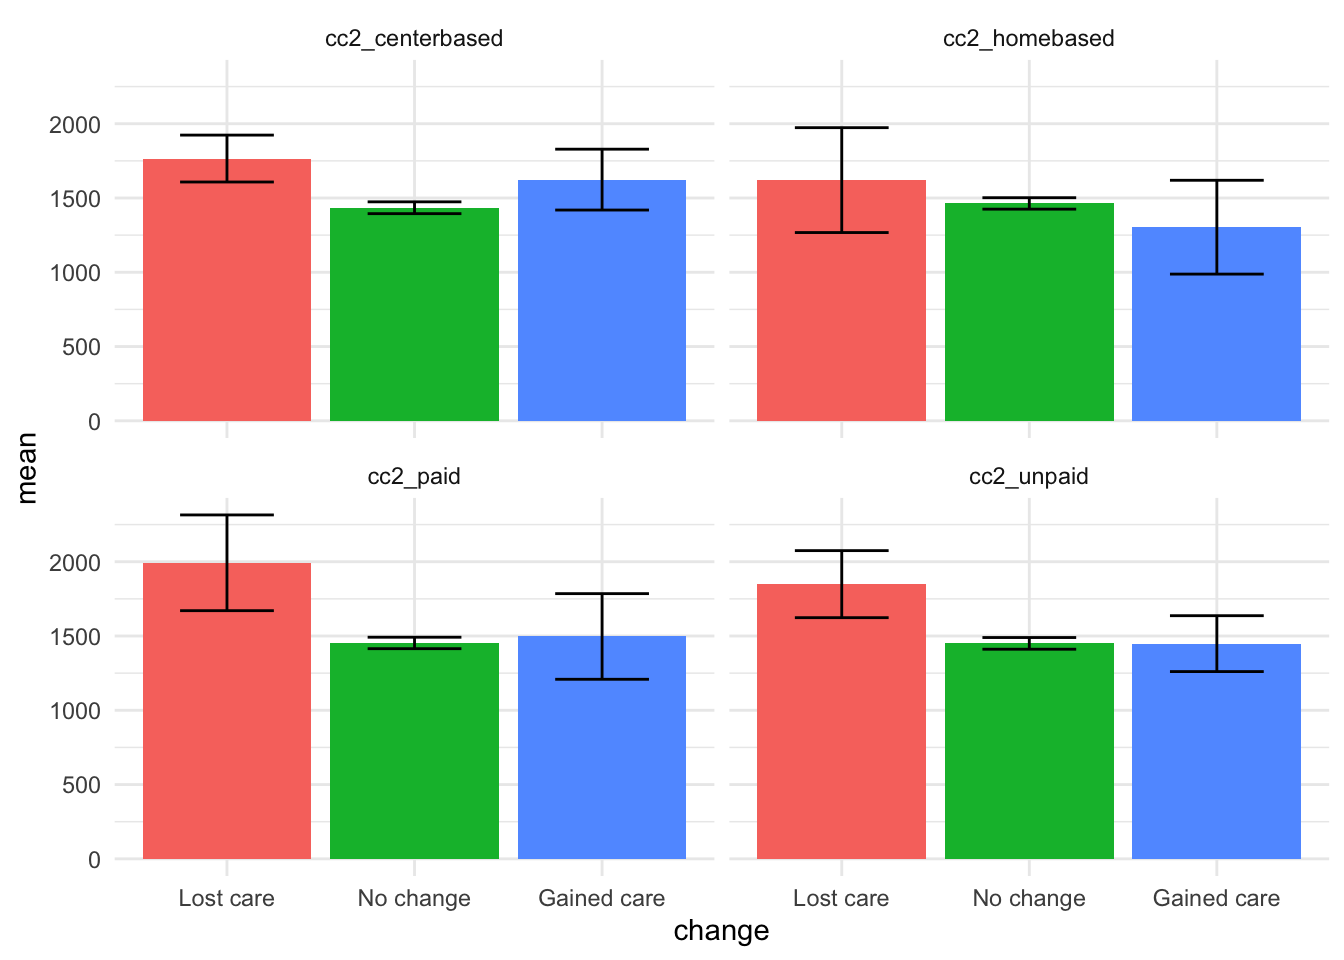 cc2_centerbased
cc2_homebased
2000
1500
1000
500
0
mean
cc2_paid
cc2_unpaid
2000
1500
1000
500
0
Lost care
No change
Gained care
Lost care
No change
Gained care
change